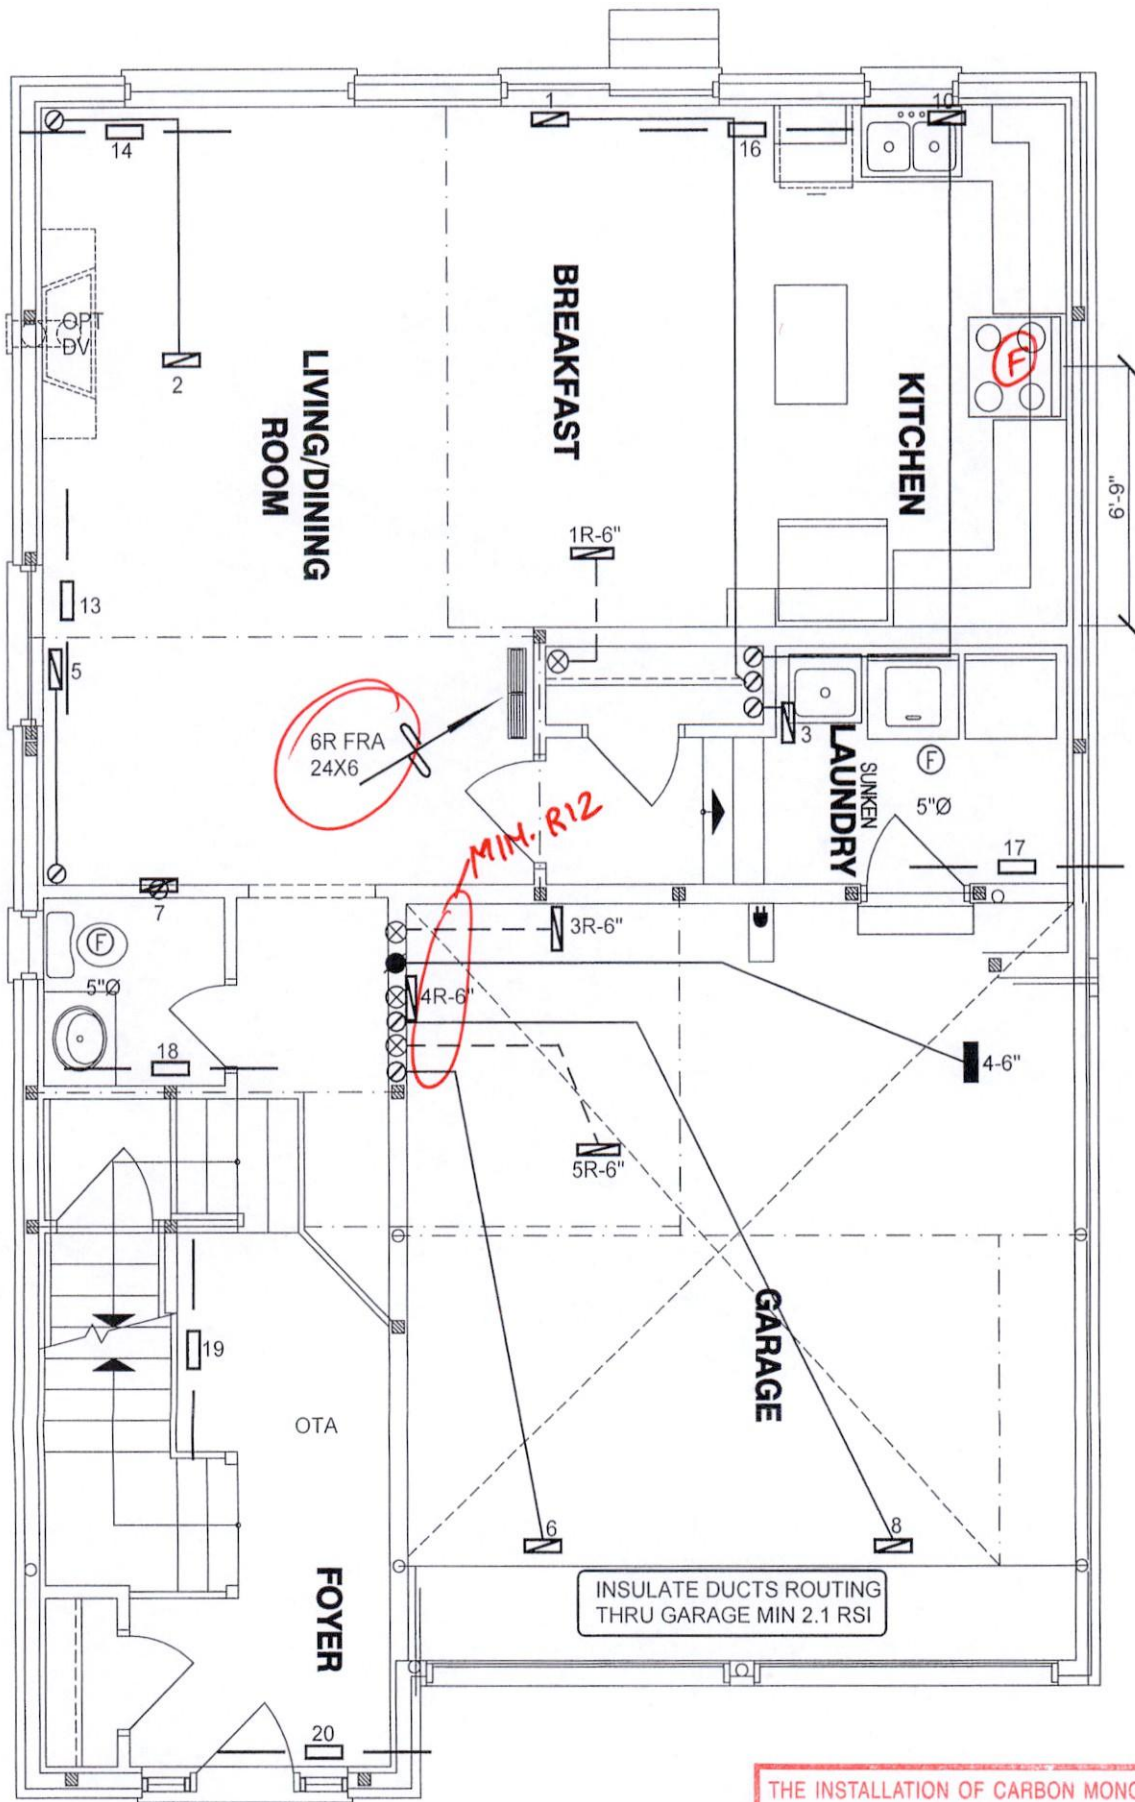 1
10
14
16
OPT
DV
2
BREAKFAST
LIVING/DINING
ROOM
KITCHEN
F
6'-9"
1R-6"
13
5
3
6R FRA
24X6
LAUNDRY
SUNKEN
F
5"Ø
17
MIN. R12
7
F
5"Ø
3R-6"
4R-6"
4-6"
18
5R-6"
19
GARAGE
OTA
6
8
FOYER
INSULATE DUCTS ROUTING
THRU GARAGE MIN 2.1 RSI
20
THE INSTALLATION OF CARBON MONO